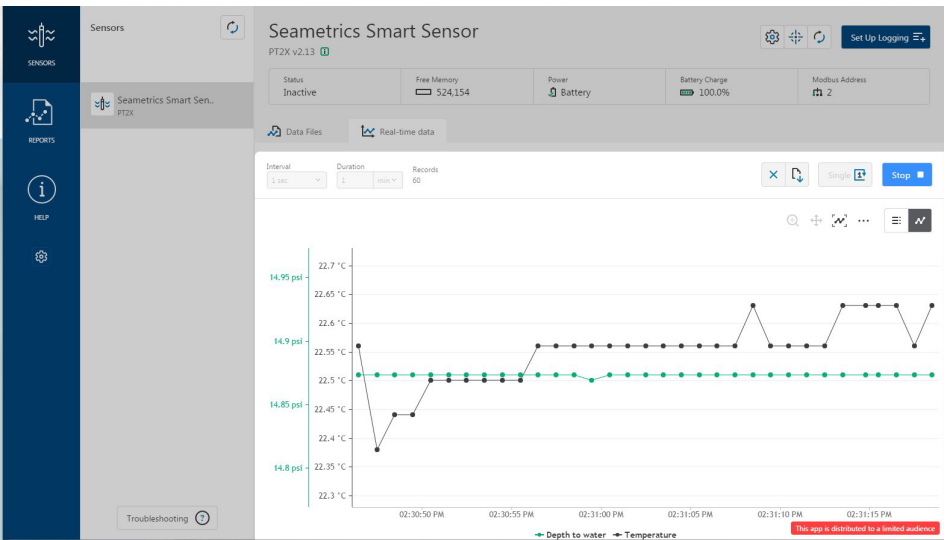 Sensors
Seametrics Smart Sensor
PT2X v2.13
Set Up Logging
SENSORS
Status
Inactive
Free Memory
524,154
Power
Battery
Battery Charge
100.0%
Modbus Address
2
Seametrics Smart Sen..
PT2X
Data Files
Real-time data
REPORTS
Interval
1 sec
Duration
1
min
Records
60
Single
1
Stop
HELP
14.95 psi
14.9 psi
14.85 psi
14.8 psi
22.7 °C
22.65 °C
22.6 °C
22.55 °C
22.5 °C
22.45 °C
22.4 °C
22.35 °C
22.3 °C
02:30:50 PM
02:30:55 PM
02:31:00 PM
02:31:05 PM
02:31:10 PM
02:31:15 PM
Depth to water
Temperature
Troubleshooting ?
This app is distributed to a limited audience